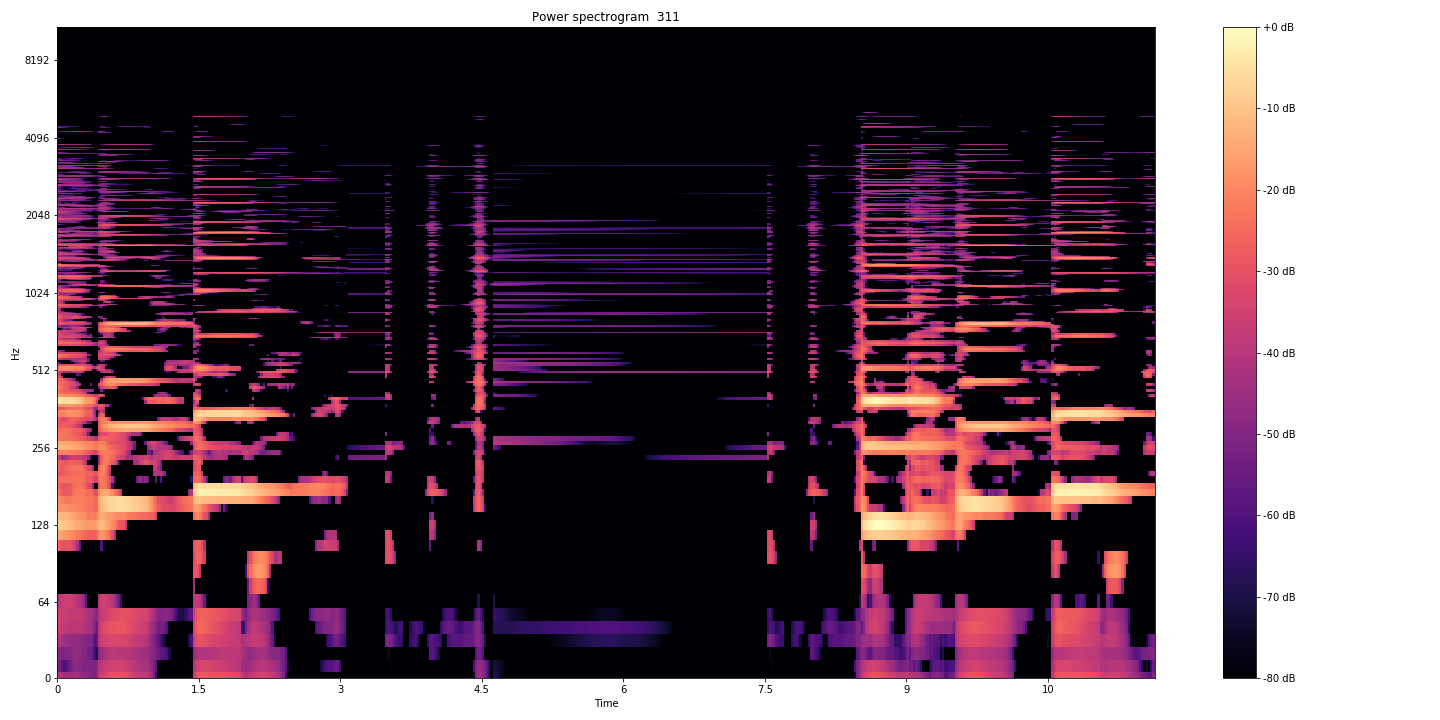 Power spectrogram 311
8192
4096
2048
1024
512
256
128
64
0
Hz
0 1.5 3 4.5 6 7.5 9 10
Time
+0 dB
-10 dB
-20 dB
-30 dB
-40 dB
-50 dB
-60 dB
-70 dB
-80 dB